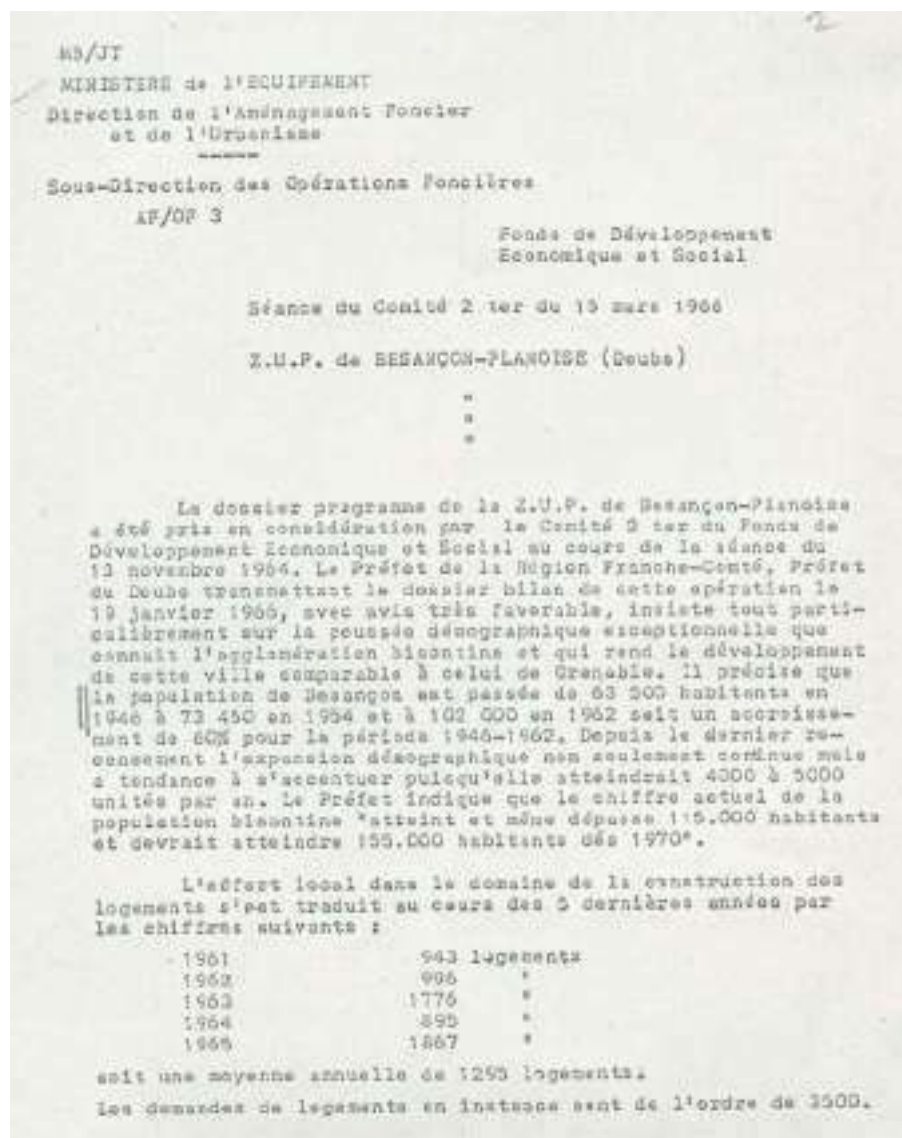 2
MB/JT
MINISTERE de l'EQUIPEMENT
Direction de l'Aménagement Foncier
et de l'Urbanisme
-----
Sous-Direction des Opérations Foncières
AF/OF 3
Fonds de Développement
Economique et Social
Séance du Comité 2 ter du 15 mars 1966
Z.U.P. de BESANÇON-PLANOISE (Doubs)
"
"
"
Le dossier programme de la Z.U.P. de Besançon-Planoise
a été pris en considération par le Comité 2 ter du Fonds de
Développement Economique et Social au cours de la séance du
13 novembre 1964. Le Préfet de la Région Franche-Comté, Préfet
du Doubs transmettant le dossier bilan de cette opération le
19 janvier 1966, avec avis très favorable, insiste tout parti-
culièrement sur la poussée démographique exceptionnelle que
connait l'agglomération bisontine et qui rend le développement
de cette ville comparable à celui de Grenoble. Il précise que
la population de Besançon est passée de 63 500 habitants en
1946 à 73 450 en 1954 et à 102 000 en 1962 soit un accroisse-
ment de 60% pour la période 1946-1962. Depuis le dernier re-
censement l'expansion démographique non seulement continue mais
a tendance à s'accentuer puisqu'elle atteindrait 4000 à 5000
unités par an. Le Préfet indique que le chiffre actuel de la
population bisontine "atteint et même dépasse 115.000 habitants
et devrait atteindre 155.000 habitants dés 1970".
L'effort local dans le domaine de la construction des
logements s'est traduit au cours des 5 dernières années par
les chiffres suivants :
- 1961 943 logements
1962 996 "
1963 1776 "
1964 895 "
1965 1867 "
soit une moyenne annuelle de 1295 logements.
Les demandes de logements en instance sont de l'ordre de 3500.